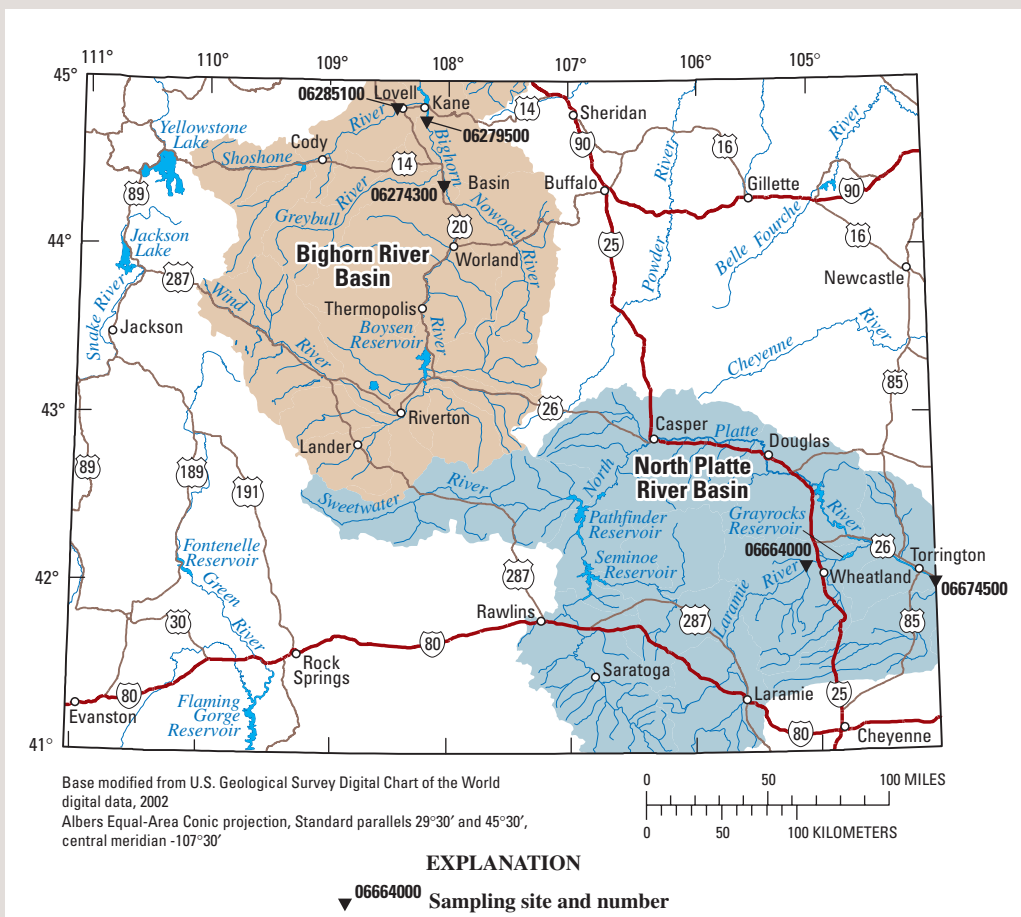 111° 110° 109° 108° 107° 106° 105°
45°
06285100 Lovell
Kane
14
Sheridan
River
06279500
River
Yellowstone
Lake
Cody
90
16
River
Shoshone
14
Bighorn
89
River
06274300
Basin
Buffalo
Gillette
90
Greybull
Nowood
River
20
44°
Jackson
Lake
Bighorn River
Basin
Worland
25
Powder
Belle Fourche
16
Newcastle
287
Wind
Thermopolis
Snake River
Jackson
Boysen
Reservoir
River
River
Cheyenne
River
85
43°
Riverton
26
Casper
Platte
Douglas
Lander
89
189
191
North Platte
River Basin
North
River
Sweetwater
Pathfinder
Reservoir
Grayrocks
Reservoir
River
Fontenelle
Reservoir
06664000
26
Torrington
42°
Seminoe
Reservoir
287
River
Wheatland
06674500
Green
River
Laramie
30
Rawlins
287
85
80
Rock
Springs
Saratoga
80
Evanston
Flaming
Gorge
Reservoir
Laramie
25
80
Cheyenne
41°
Base modified from U.S. Geological Survey Digital Chart of the World
digital data, 2002
Albers Equal-Area Conic projection, Standard parallels 29°30′ and 45°30′,
central meridian -107°30′
0 50 100 MILES
0 50 100 KILOMETERS
EXPLANATION
06664000 Sampling site and number